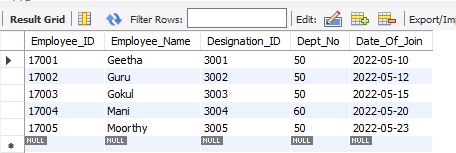 Result Grid Filter Rows: Edit: Export/Imp
Employee_ID Employee_Name Designation_ID Dept_No Date_Of_Join
17001 Geetha 3001 50 2022-05-10
17002 Guru 3002 50 2022-05-12
17003 Gokul 3003 50 2022-05-15
17004 Mani 3004 60 2022-05-20
17005 Moorthy 3005 50 2022-05-23
NULL NULL NULL NULL NULL